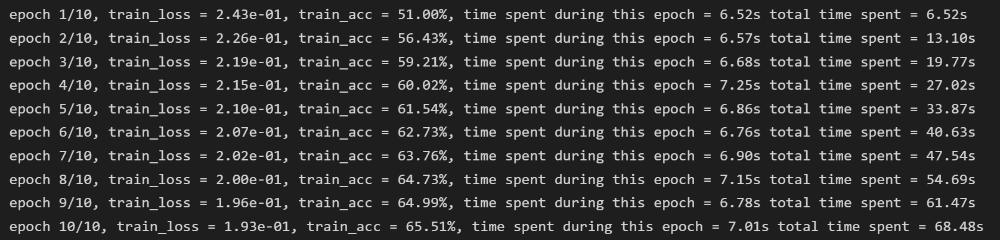 epoch 1/10, train_loss = 2.43e-01, train_acc = 51.00%, time spent during this epoch = 6.52s total time spent = 6.52s
epoch 2/10, train_loss = 2.26e-01, train_acc = 56.43%, time spent during this epoch = 6.57s total time spent = 13.10s
epoch 3/10, train_loss = 2.19e-01, train_acc = 59.21%, time spent during this epoch = 6.68s total time spent = 19.77s
epoch 4/10, train_loss = 2.15e-01, train_acc = 60.02%, time spent during this epoch = 7.25s total time spent = 27.02s
epoch 5/10, train_loss = 2.10e-01, train_acc = 61.54%, time spent during this epoch = 6.86s total time spent = 33.87s
epoch 6/10, train_loss = 2.07e-01, train_acc = 62.73%, time spent during this epoch = 6.76s total time spent = 40.63s
epoch 7/10, train_loss = 2.02e-01, train_acc = 63.76%, time spent during this epoch = 6.90s total time spent = 47.54s
epoch 8/10, train_loss = 2.00e-01, train_acc = 64.73%, time spent during this epoch = 7.15s total time spent = 54.69s
epoch 9/10, train_loss = 1.96e-01, train_acc = 64.99%, time spent during this epoch = 6.78s total time spent = 61.47s
epoch 10/10, train_loss = 1.93e-01, train_acc = 65.51%, time spent during this epoch = 7.01s total time spent = 68.48s